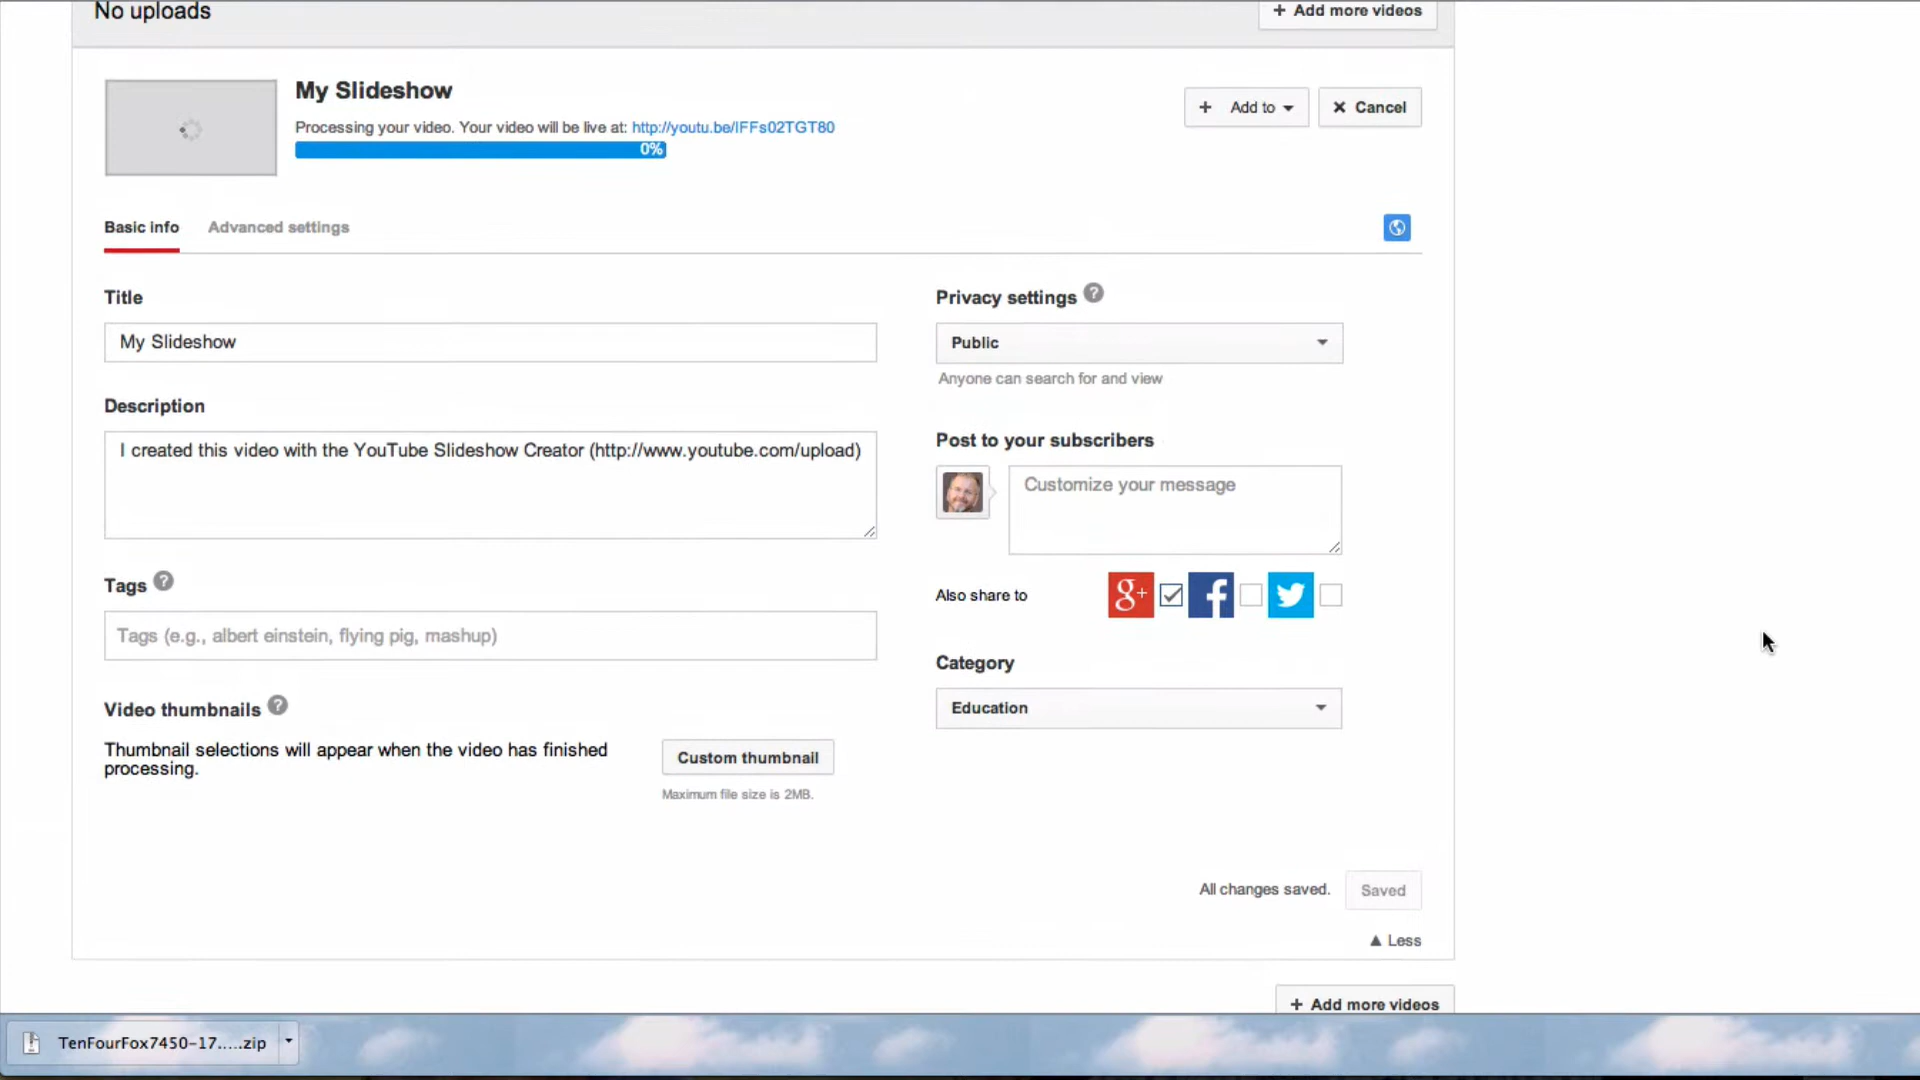 No uploads
+ Add more videos
My Slideshow
Processing your video. Your video will be live at: http://youtu.be/IFFs02TGT80
0%
+ Add to
× Cancel
Basic info
Advanced settings
Title
My Slideshow
Description
I created this video with the YouTube Slideshow Creator (http://www.youtube.com/upload)
Tags ?
Tags (e.g., albert einstein, flying pig, mashup)
Video thumbnails ?
Thumbnail selections will appear when the video has finished
processing.
Custom thumbnail
Maximum file size is 2MB.
Privacy settings ?
Public
Anyone can search for and view
Post to your subscribers
Customize your message
Also share to
g+
f
Category
Education
All changes saved.
Saved
▲ Less
+ Add more videos
TenFourFox7450-17.....zip